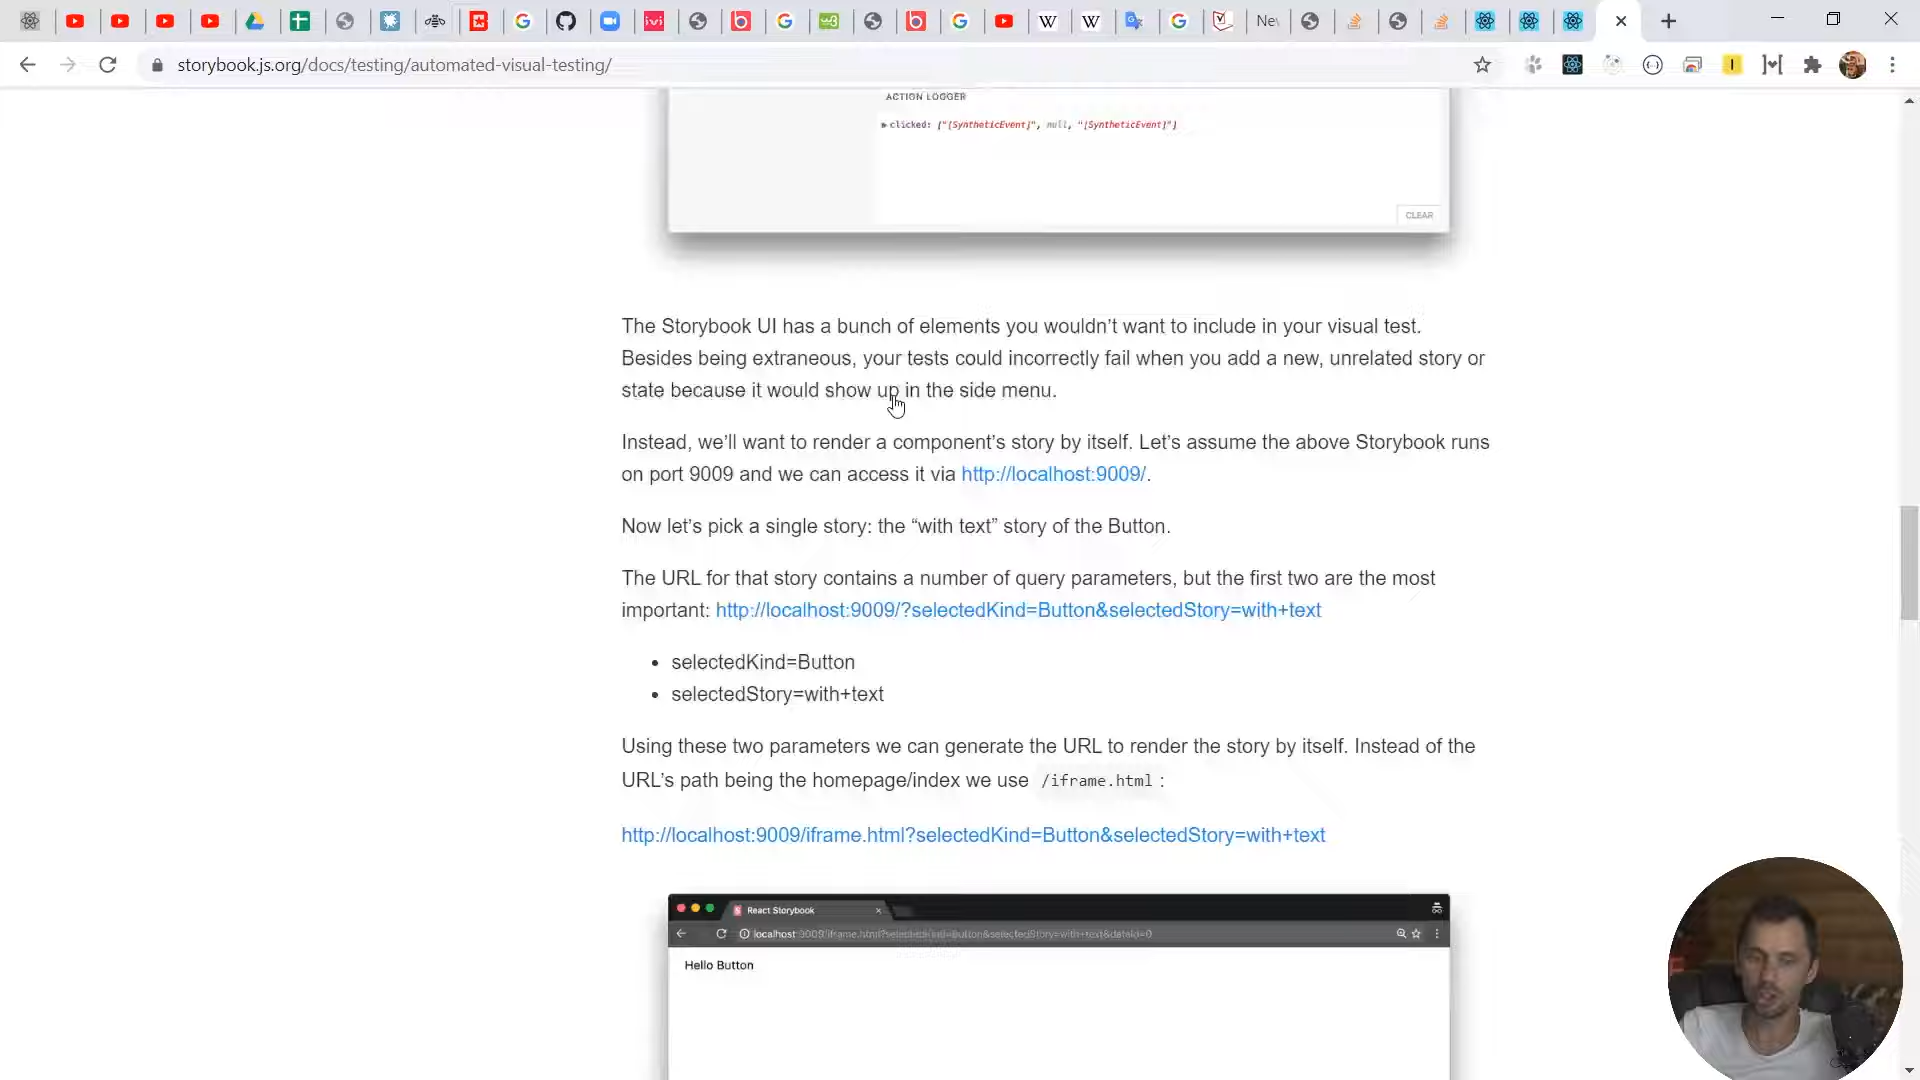 Nev
storybook.js.org/docs/testing/automated-visual-testing/
ACTION LOGGER
clicked: ["[SyntheticEvent]", null, "[SyntheticEvent]"]
CLEAR
The Storybook UI has a bunch of elements you wouldn’t want to include in your visual test.
Besides being extraneous, your tests could incorrectly fail when you add a new, unrelated story or
state because it would show up in the side menu.
Instead, we’ll want to render a component’s story by itself. Let’s assume the above Storybook runs
on port 9009 and we can access it via http://localhost:9009/.
Now let’s pick a single story: the “with text” story of the Button.
The URL for that story contains a number of query parameters, but the first two are the most
important: http://localhost:9009/?selectedKind=Button&selectedStory=with+text
• selectedKind=Button
• selectedStory=with+text
Using these two parameters we can generate the URL to render the story by itself. Instead of the
URL’s path being the homepage/index we use /iframe.html :
http://localhost:9009/iframe.html?selectedKind=Button&selectedStory=with+text
React Storybook
localhost:9009/iframe.html?selectedKind=Button&selectedStory=with+text&dataId=0
Hello Button